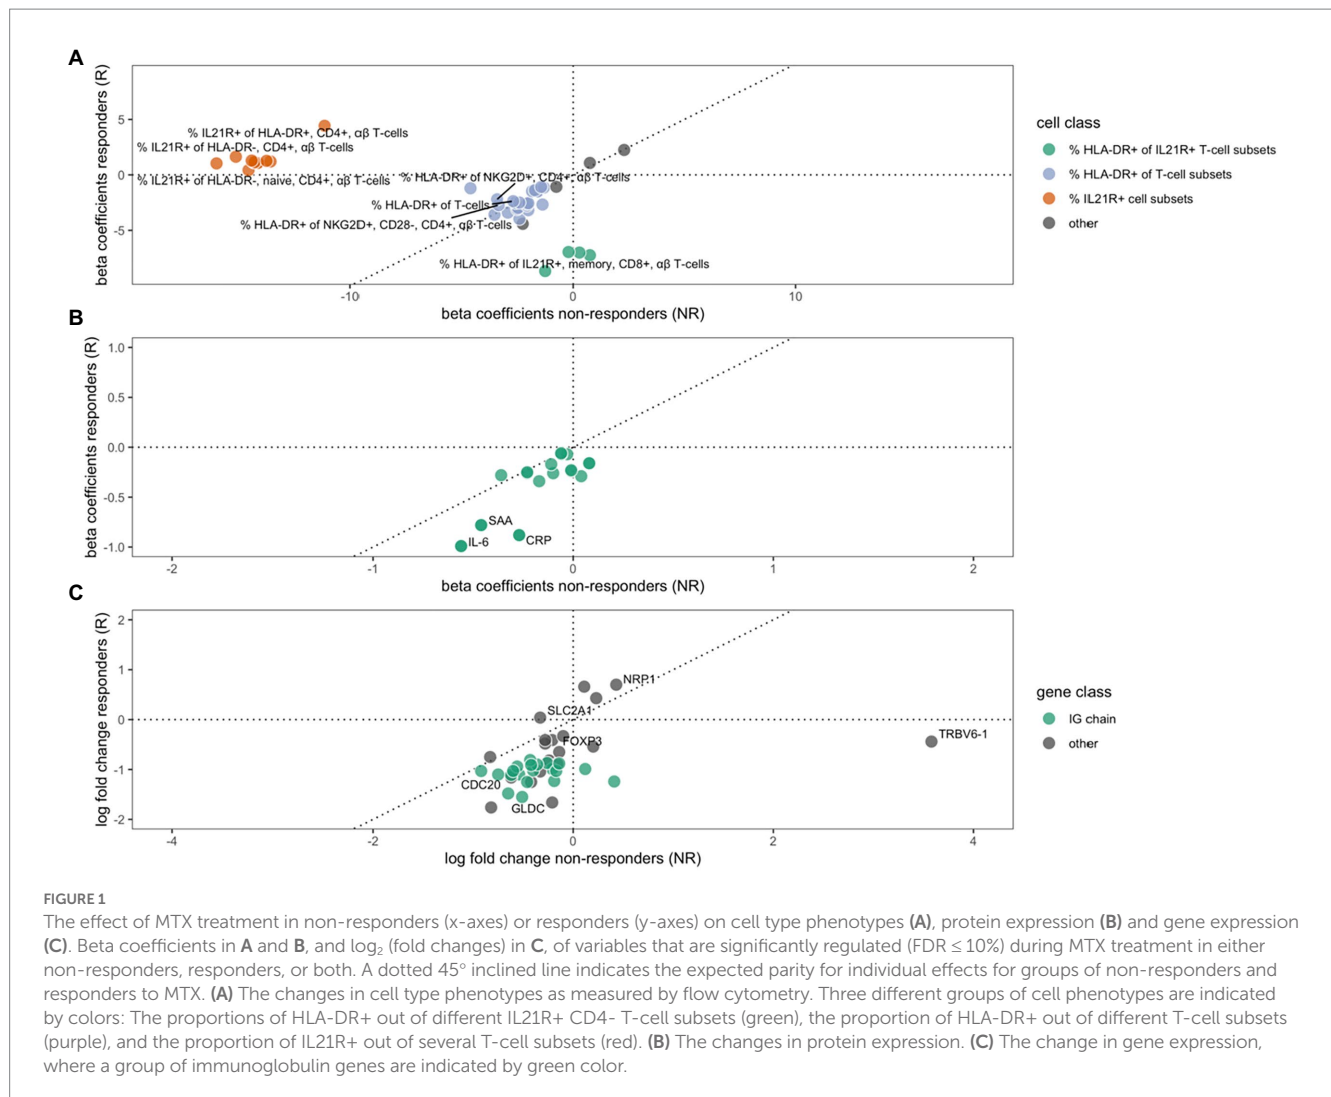 A
beta coefficients responders (R)
5
0
-5
% IL21R+ of HLA-DR+, CD4+, αβ T-cells
% IL21R+ of HLA-DR-, CD4+, αβ T-cells
% IL21R+ of HLA-DR-, naive, CD4+, αβ T-cells
% HLA-DR+ of NKG2D+, CD4+, αβ T-cells
% HLA-DR+ of T-cells
% HLA-DR+ of NKG2D+, CD28-, CD4+, αβ T-cells
% HLA-DR+ of IL21R+, memory, CD8+, αβ T-cells
-10 0 10
beta coefficients non-responders (NR)
cell class
% HLA-DR+ of IL21R+ T-cell subsets
% HLA-DR+ of T-cell subsets
% IL21R+ cell subsets
other
B
beta coefficients responders (R)
1.0
0.5
0.0
-0.5
-1.0
SAA
CRP
IL-6
-2 -1 0 1 2
beta coefficients non-responders (NR)
C
log fold change responders (R)
2
1
0
-1
-2
NRP1
SLC2A1
FOXP3
TRBV6-1
CDC20
GLDC
-4 -2 0 2 4
log fold change non-responders (NR)
gene class
IG chain
other
FIGURE 1
The effect of MTX treatment in non-responders (x-axes) or responders (y-axes) on cell type phenotypes (A), protein expression (B) and gene expression
(C). Beta coefficients in A and B, and log₂ (fold changes) in C, of variables that are significantly regulated (FDR ≤ 10%) during MTX treatment in either
non-responders, responders, or both. A dotted 45° inclined line indicates the expected parity for individual effects for groups of non-responders and
responders to MTX. (A) The changes in cell type phenotypes as measured by flow cytometry. Three different groups of cell phenotypes are indicated
by colors: The proportions of HLA-DR+ out of different IL21R+ CD4- T-cell subsets (green), the proportion of HLA-DR+ out of different T-cell subsets
(purple), and the proportion of IL21R+ out of several T-cell subsets (red). (B) The changes in protein expression. (C) The change in gene expression,
where a group of immunoglobulin genes are indicated by green color.